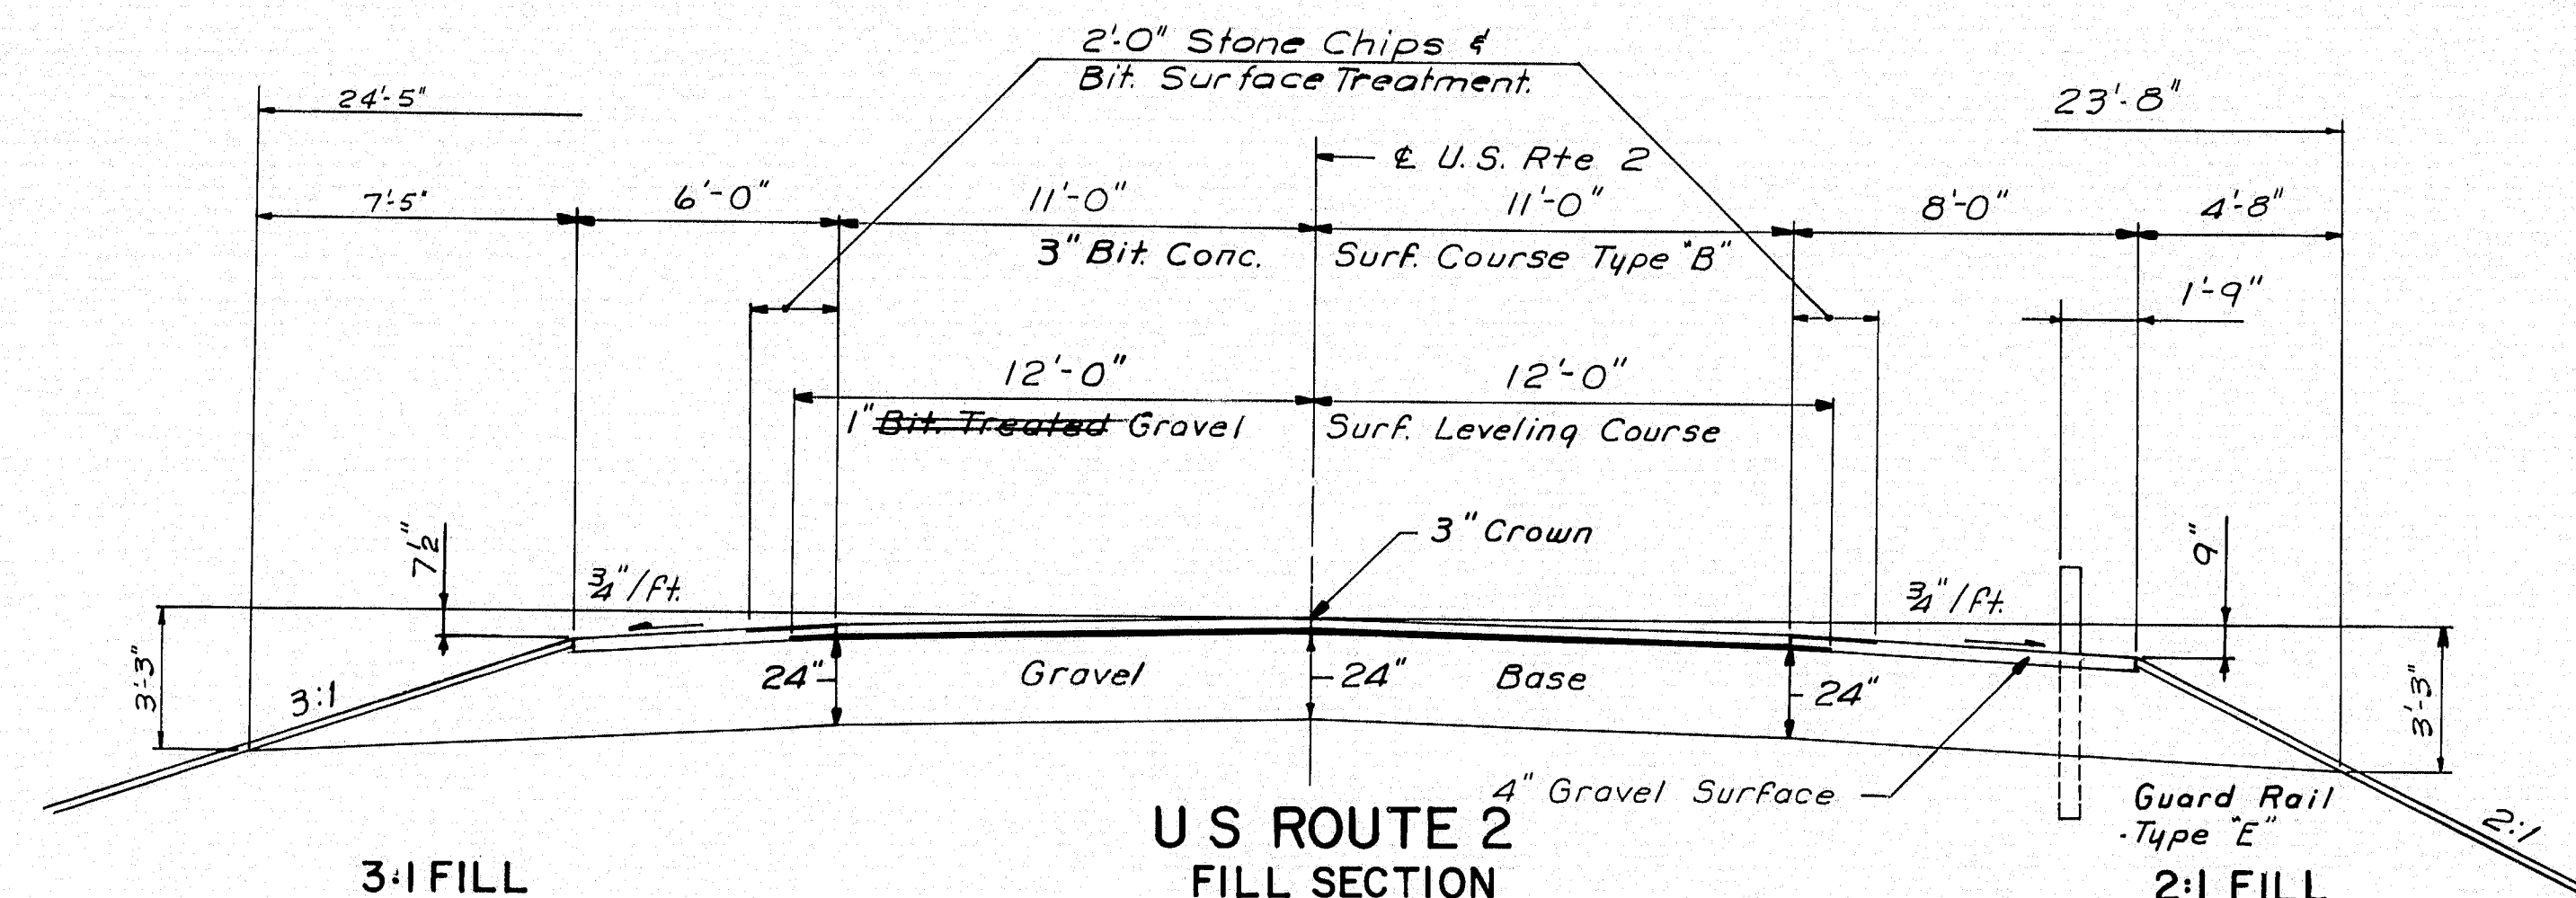 2'-0" Stone Chips &
Bit. Surface Treatment.
24'-5"
23'-8"
℄ U.S. Rte 2
7'-5"
6'-0"
11'-0"
11'-0"
8'-0"
4'-8"
3" Bit. Conc.
Surf. Course Type "B"
1'-9"
12'-0"
12'-0"
1" Bit. Treated Gravel
Surf. Leveling Course
3" Crown
7½"
9"
¾"/ft.
¾"/ft.
3'-3"
3:1
24"
Gravel
24"
Base
24"
3'-3"
4" Gravel Surface
Guard Rail
-Type "E"
2:1
U S ROUTE 2
FILL SECTION
3:1 FILL
2:1 FILL